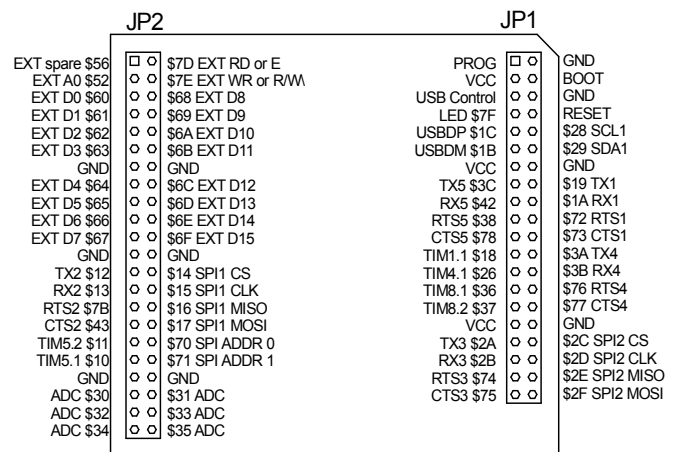 JP2 JP1
EXT spare $56 $7D EXT RD or E PROG GND
EXT A0 $52 $7E EXT WR or R/W\ VCC BOOT
EXT D0 $60 $68 EXT D8 USB Control GND
EXT D1 $61 $69 EXT D9 LED $7F RESET
EXT D2 $62 $6A EXT D10 USBDP $1C $28 SCL1
EXT D3 $63 $6B EXT D11 USBDM $1B $29 SDA1
GND GND VCC GND
EXT D4 $64 $6C EXT D12 TX5 $3C $19 TX1
EXT D5 $65 $6D EXT D13 RX5 $42 $1A RX1
EXT D6 $66 $6E EXT D14 RTS5 $38 $72 RTS1
EXT D7 $67 $6F EXT D15 CTS5 $78 $73 CTS1
GND GND TIM1.1 $18 $3A TX4
TX2 $12 $14 SPI1 CS TIM4.1 $26 $3B RX4
RX2 $13 $15 SPI1 CLK TIM8.1 $36 $76 RTS4
RTS2 $7B $16 SPI1 MISO TIM8.2 $37 $77 CTS4
CTS2 $43 $17 SPI1 MOSI VCC GND
TIM5.2 $11 $70 SPI ADDR 0 TX3 $2A $2C SPI2 CS
TIM5.1 $10 $71 SPI ADDR 1 RX3 $2B $2D SPI2 CLK
GND GND RTS3 $74 $2E SPI2 MISO
ADC $30 $31 ADC CTS3 $75 $2F SPI2 MOSI
ADC $32 $33 ADC
ADC $34 $35 ADC